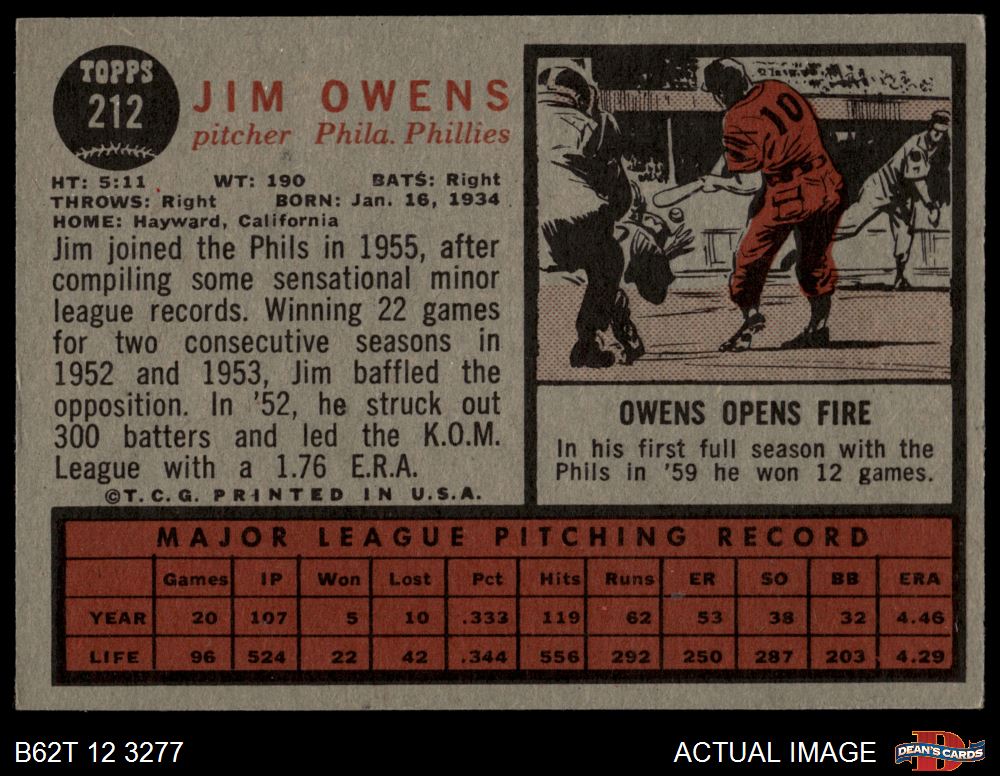 TOPPS
212
JIM OWENS
pitcher Phila. Phillies
HT: 5:11 WT: 190 BATS: Right
THROWS: Right BORN: Jan. 16, 1934
HOME: Hayward, California
Jim joined the Phils in 1955, after
compiling some sensational minor
league records. Winning 22 games
for two consecutive seasons in
1952 and 1953, Jim baffled the
opposition. In '52, he struck out
300 batters and led the K.O.M.
League with a 1.76 E.R.A.
©T.C.G. PRINTED IN U.S.A.
10
OWENS OPENS FIRE
In his first full season with the
Phils in '59 he won 12 games.
MAJOR LEAGUE PITCHING RECORD
Games IP Won Lost Pct Hits Runs ER SO BB ERA
YEAR 20 107 5 10 .333 119 62 53 38 32 4.46
LIFE 96 524 22 42 .344 556 292 250 287 203 4.29
B62T 12 3277
ACTUAL IMAGE
D
DEAN'S CARDS